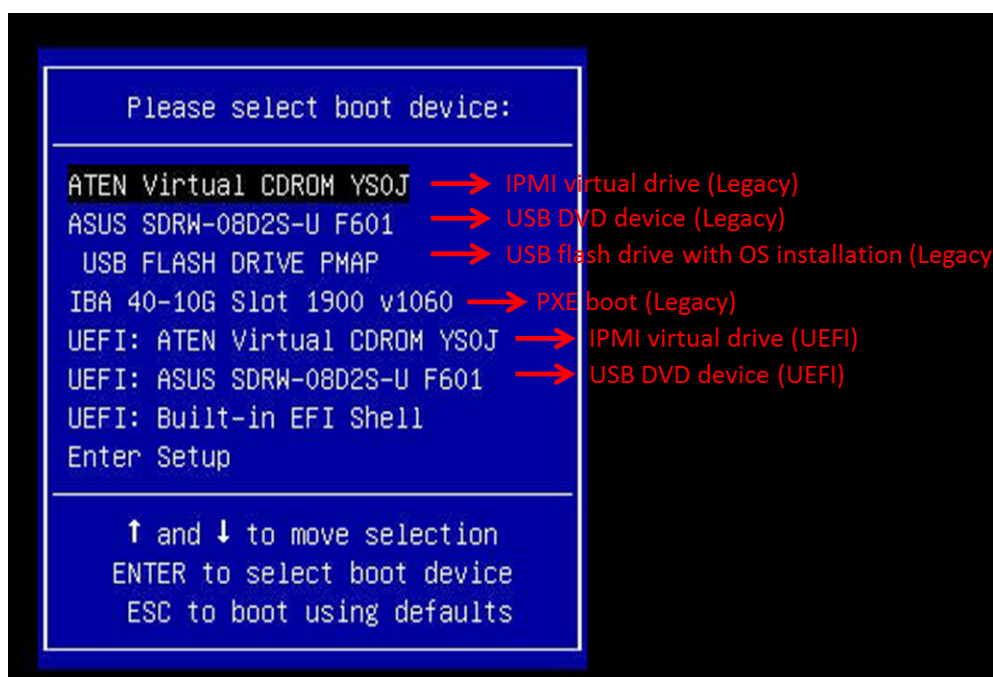 Please select boot device:
ATEN Virtual CDROM YS0J → IPMI virtual drive (Legacy)
ASUS SDRW-08D2S-U F601 → USB DVD device (Legacy)
USB FLASH DRIVE PMAP → USB flash drive with OS installation (Legacy
IBA 40-10G Slot 1900 v1060 → PXE boot (Legacy)
UEFI: ATEN Virtual CDROM YS0J → IPMI virtual drive (UEFI)
UEFI: ASUS SDRW-08D2S-U F601 → USB DVD device (UEFI)
UEFI: Built-in EFI Shell
Enter Setup
↑ and ↓ to move selection
ENTER to select boot device
ESC to boot using defaults